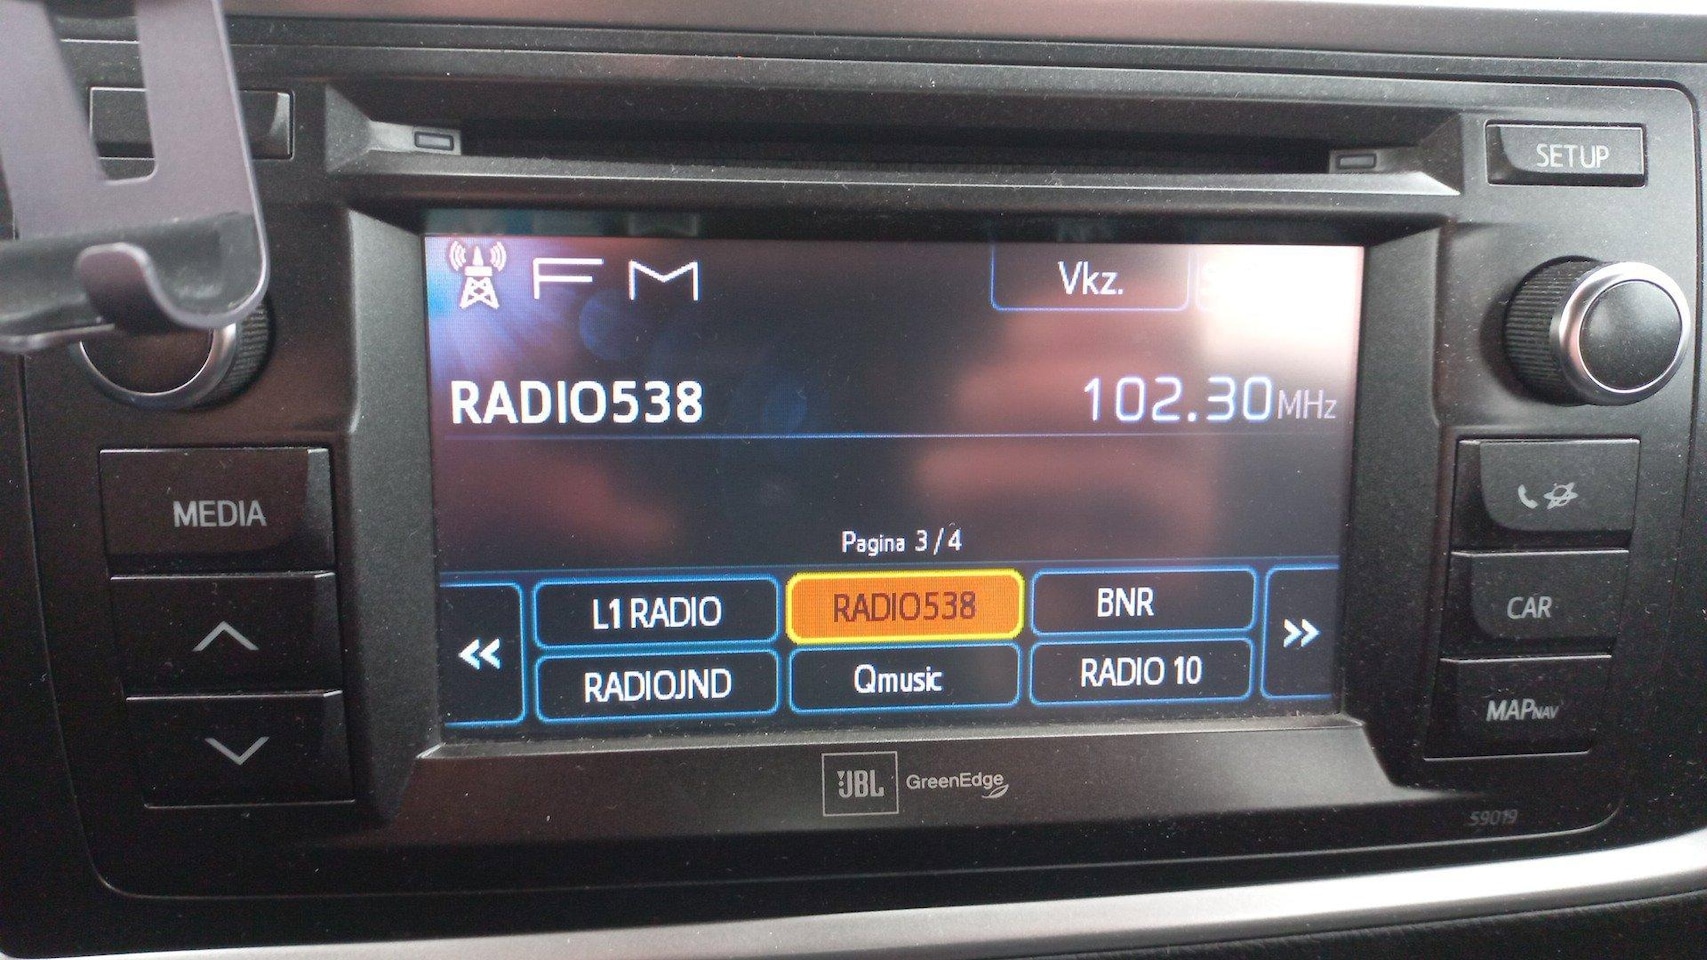 SETUP
FM
Vkz.
RADIO538
102.30MHz
MEDIA
Pagina 3/4
L1 RADIO
RADIO538
BNR
CAR
<<
>>
RADIOJND
Qmusic
RADIO 10
MAPNAV
JBL
GreenEdge
59019